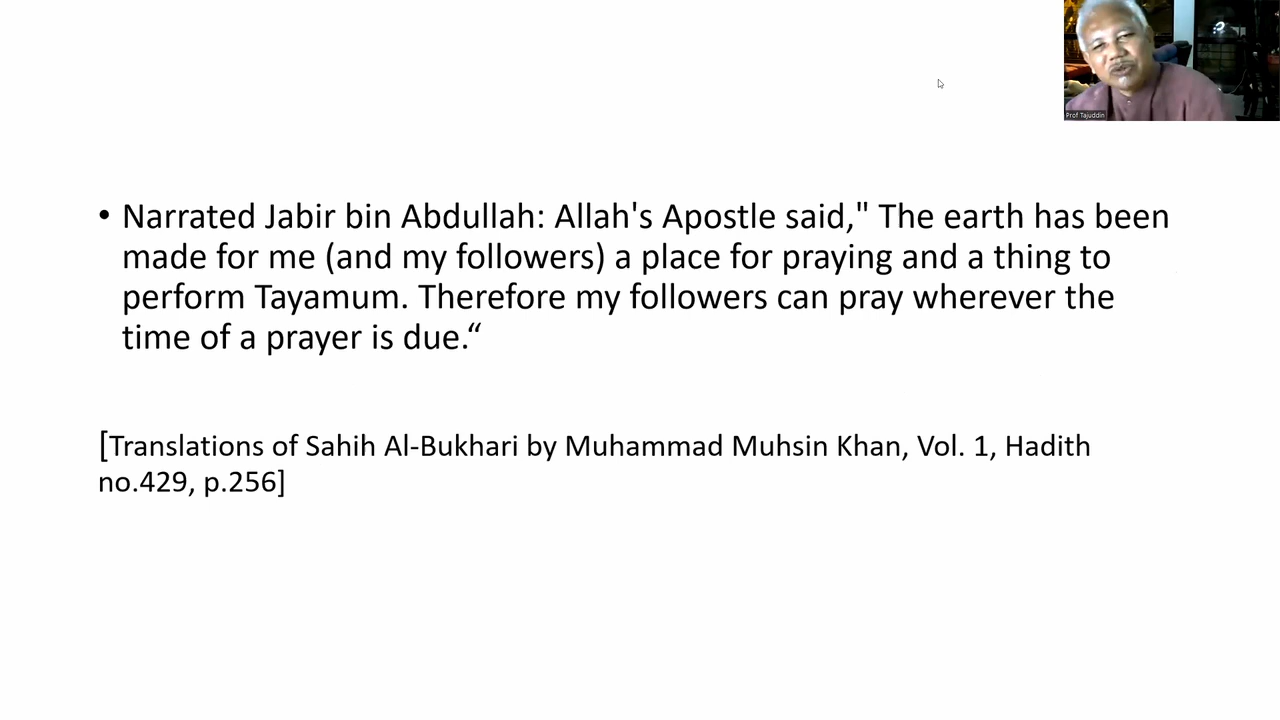 Prof Tajuddin
• Narrated Jabir bin Abdullah: Allah's Apostle said," The earth has been
made for me (and my followers) a place for praying and a thing to
perform Tayamum. Therefore my followers can pray wherever the
time of a prayer is due.“
[Translations of Sahih Al-Bukhari by Muhammad Muhsin Khan, Vol. 1, Hadith
no.429, p.256]